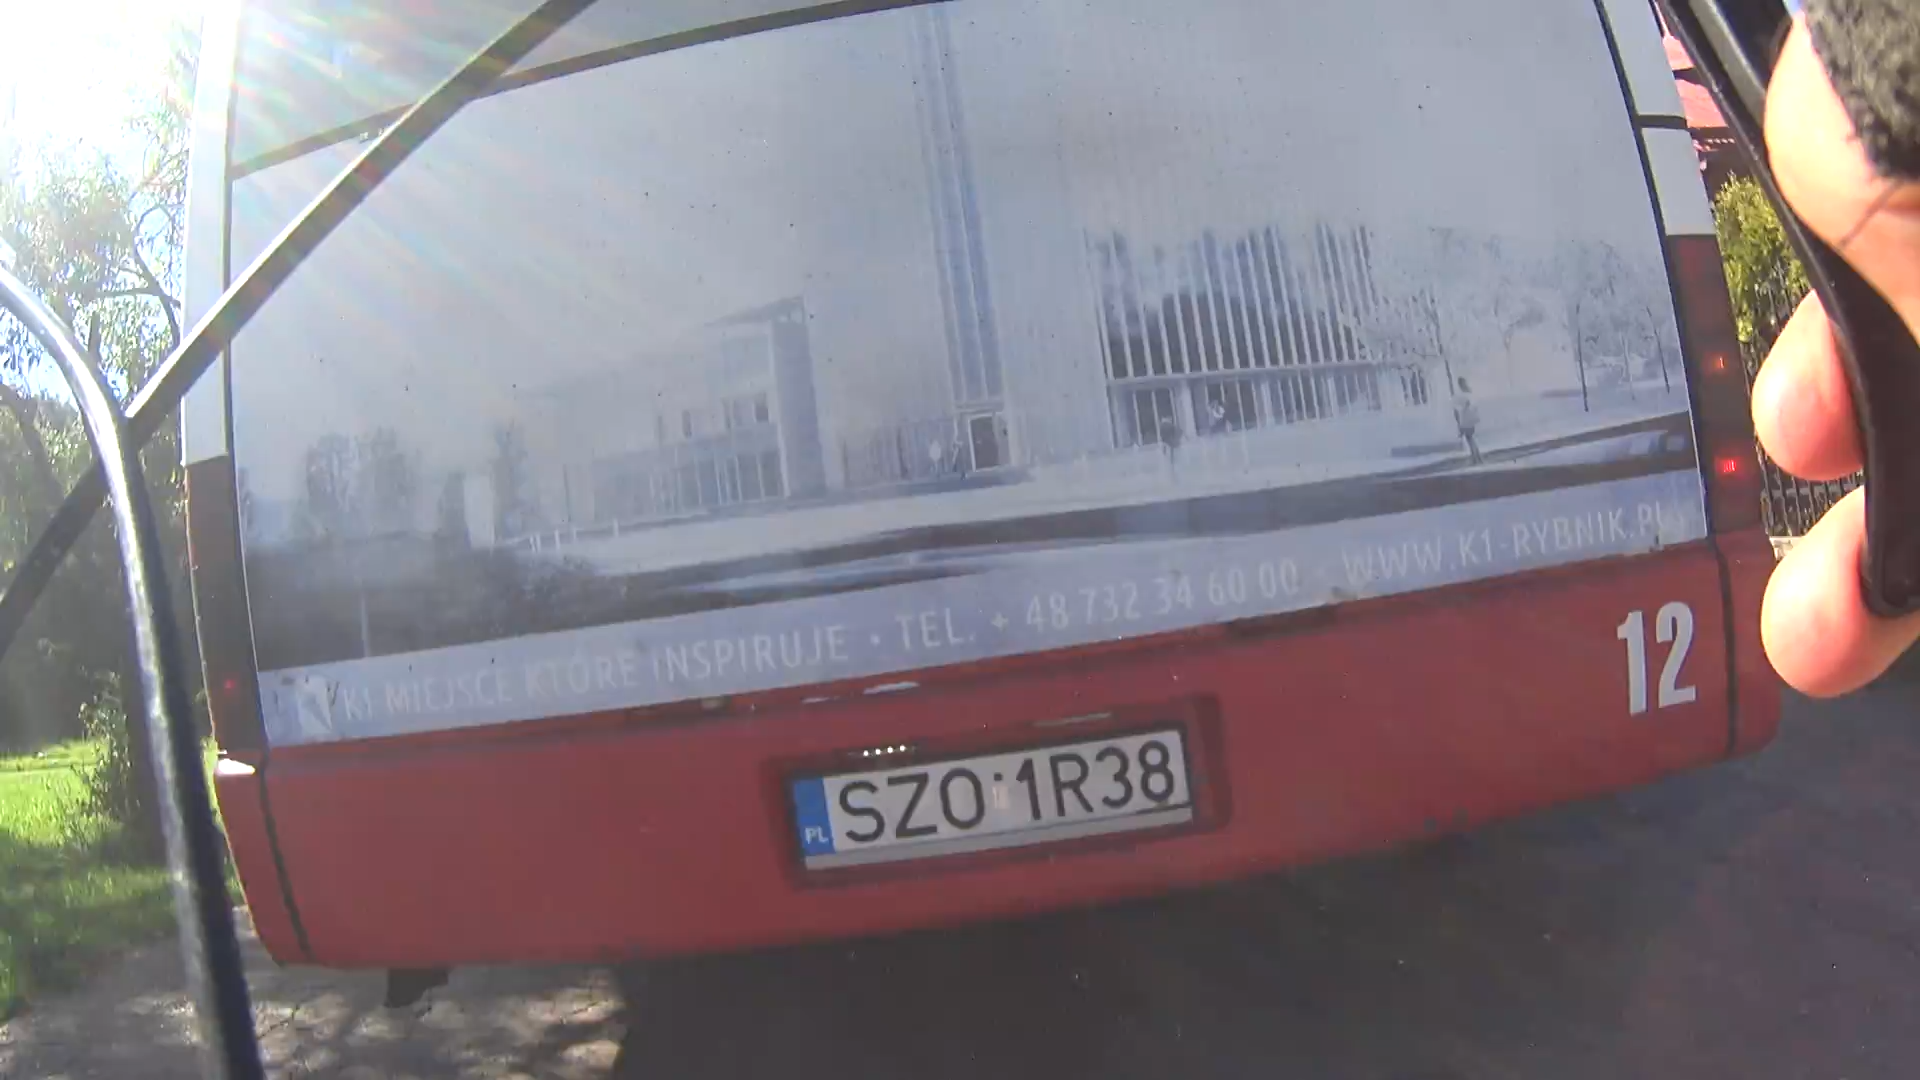 K1 MIEJSCE KTÓRE INSPIRUJE • TEL. + 48 732 34 60 00 - WWW.K1-RYBNIK.PL
12
PL SZO 1R38